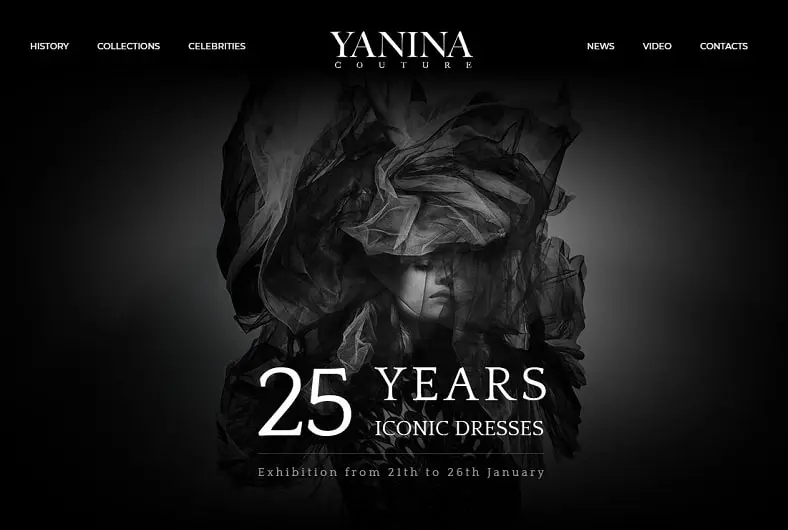 HISTORY COLLECTIONS CELEBRITIES
YANINA
COUTURE
NEWS VIDEO CONTACTS
25 YEARS
ICONIC DRESSES
Exhibition from 21th to 26th January